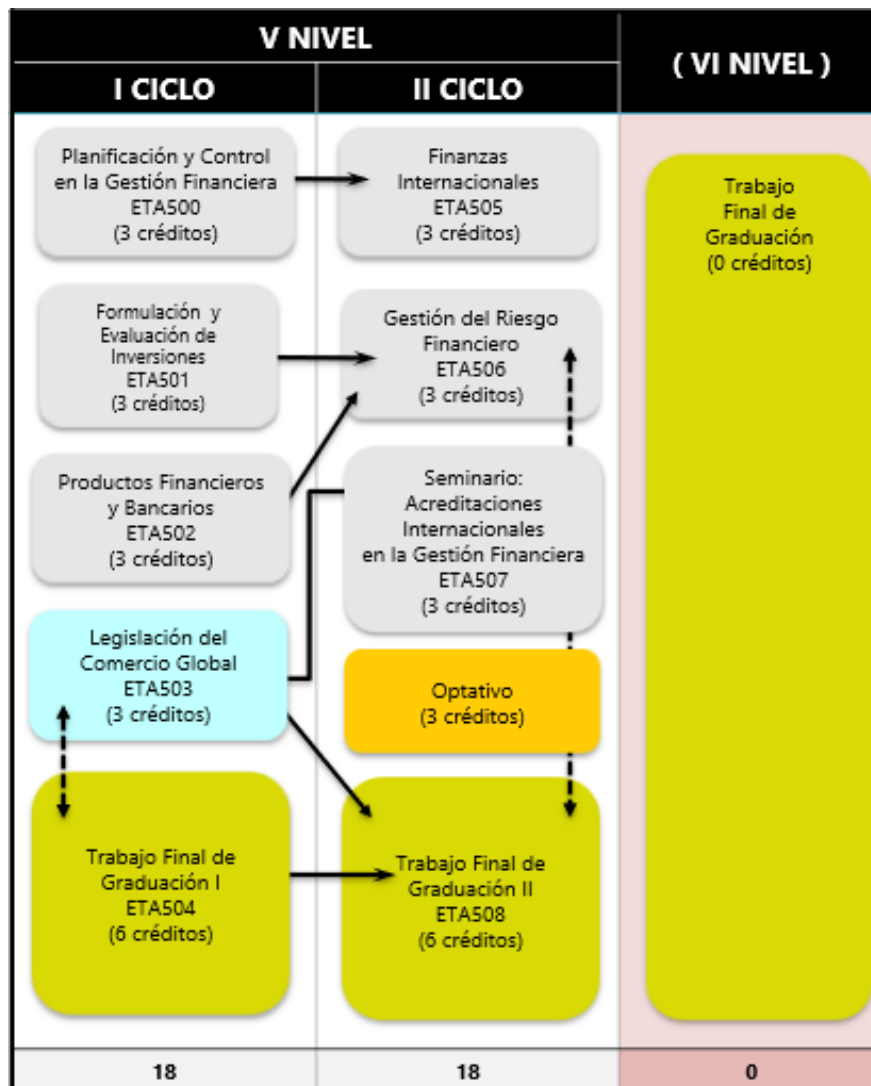 V NIVEL
( VI NIVEL )
I CICLO
II CICLO
Planificación y Control
en la Gestión Financiera
ETA500
(3 créditos)
Formulación y
Evaluación de
Inversiones
ETA501
(3 créditos)
Productos Financieros
y Bancarios
ETA502
(3 créditos)
Legislación del
Comercio Global
ETA503
(3 créditos)
Trabajo Final de
Graduación I
ETA504
(6 créditos)
18
Finanzas
Internacionales
ETA505
(3 créditos)
Gestión del Riesgo
Financiero
ETA506
(3 créditos)
Seminario:
Acreditaciones
Internacionales
en la Gestión Financiera
ETA507
(3 créditos)
Optativo
(3 créditos)
Trabajo Final de
Graduación II
ETA508
(6 créditos)
18
Trabajo
Final de
Graduación
(0 créditos)
0